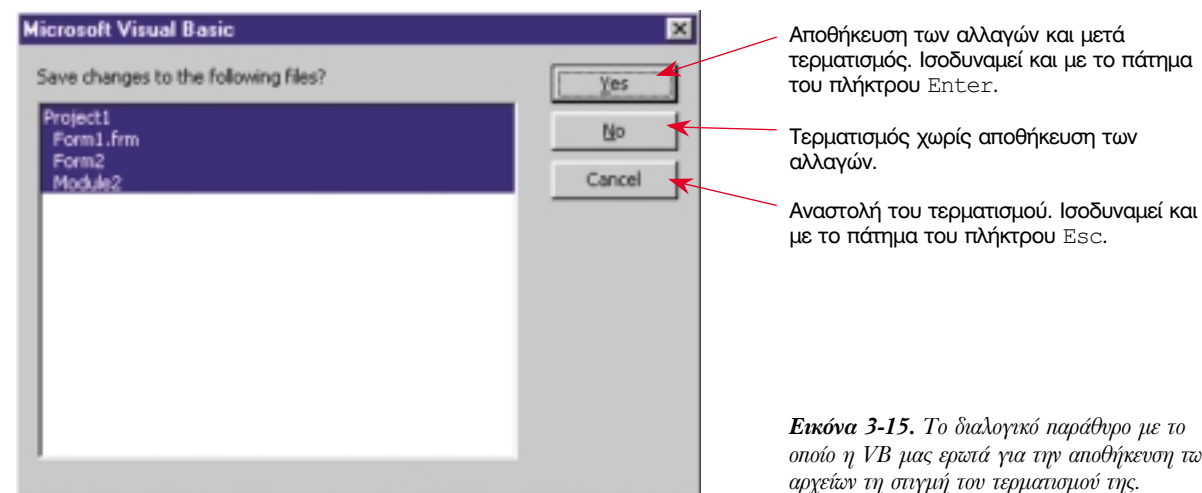 Microsoft Visual Basic
Save changes to the following files?
Project1
Form1.frm
Form2
Module2
Yes
No
Cancel
Αποθήκευση των αλλαγών και μετά
τερματισμός. Ισοδυναμεί και με το πάτημα
του πλήκτρου Enter.
Τερματισμός χωρίς αποθήκευση των
αλλαγών.
Αναστολή του τερματισμού. Ισοδυναμεί και
με το πάτημα του πλήκτρου Esc.
Εικόνα 3-15. Το διαλογικό παράθυρο με το
οποίο η VB μας ερωτά για την αποθήκευση τω
αρχείων τη στιγμή του τερματισμού της.